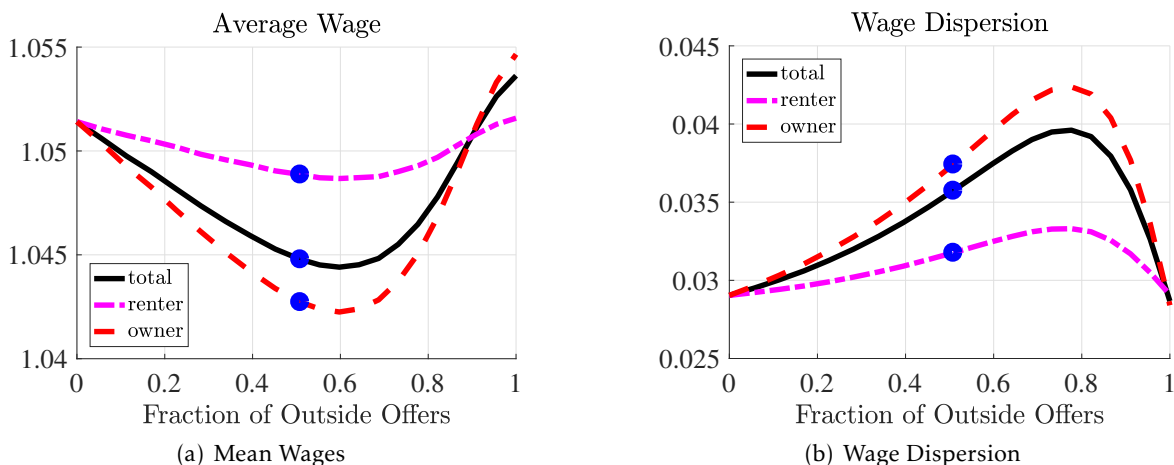 Average Wage
1.055
1.05
1.045
1.04
total
renter
owner
0
0.2
0.4
0.6
0.8
1
Fraction of Outside Offers
(a) Mean Wages
Wage Dispersion
0.045
0.04
0.035
0.03
0.025
total
renter
owner
0
0.2
0.4
0.6
0.8
1
Fraction of Outside Offers
(b) Wage Dispersion